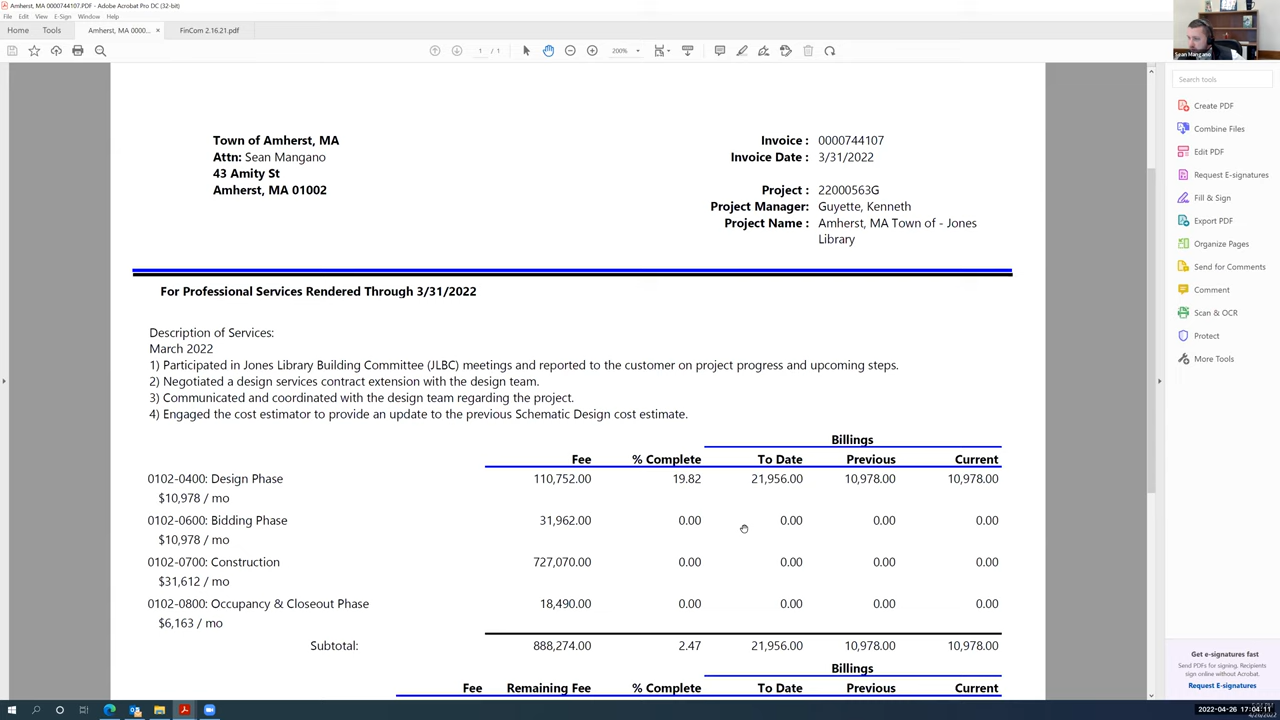 Amherst, MA 0000744107.PDF - Adobe Acrobat Pro DC (32-bit)
File Edit View E-Sign Window Help
Home Tools Amherst, MA 0000... × FinCom 2.16.21.pdf
1 / 1 200%
Sean Mangano
Search tools
Create PDF
Combine Files
Edit PDF
Request E-signatures
Fill & Sign
Export PDF
Organize Pages
Send for Comments
Comment
Scan & OCR
Protect
More Tools
Town of Amherst, MA
Attn: Sean Mangano
43 Amity St
Amherst, MA 01002
Invoice : 0000744107
Invoice Date : 3/31/2022
Project : 22000563G
Project Manager: Guyette, Kenneth
Project Name : Amherst, MA Town of - Jones
Library
For Professional Services Rendered Through 3/31/2022
Description of Services:
March 2022
1) Participated in Jones Library Building Committee (JLBC) meetings and reported to the customer on project progress and upcoming steps.
2) Negotiated a design services contract extension with the design team.
3) Communicated and coordinated with the design team regarding the project.
4) Engaged the cost estimator to provide an update to the previous Schematic Design cost estimate.
Billings
Fee % Complete To Date Previous Current
0102-0400: Design Phase 110,752.00 19.82 21,956.00 10,978.00 10,978.00
$10,978 / mo
0102-0600: Bidding Phase 31,962.00 0.00 0.00 0.00 0.00
$10,978 / mo
0102-0700: Construction 727,070.00 0.00 0.00 0.00 0.00
$31,612 / mo
0102-0800: Occupancy & Closeout Phase 18,490.00 0.00 0.00 0.00 0.00
$6,163 / mo
Subtotal: 888,274.00 2.47 21,956.00 10,978.00 10,978.00
Billings
Fee Remaining Fee % Complete To Date Previous Current
Get e-signatures fast
Send PDFs for signing. Recipients
sign online without Acrobat.
Request E-signatures
2022-04-26 17:04:11